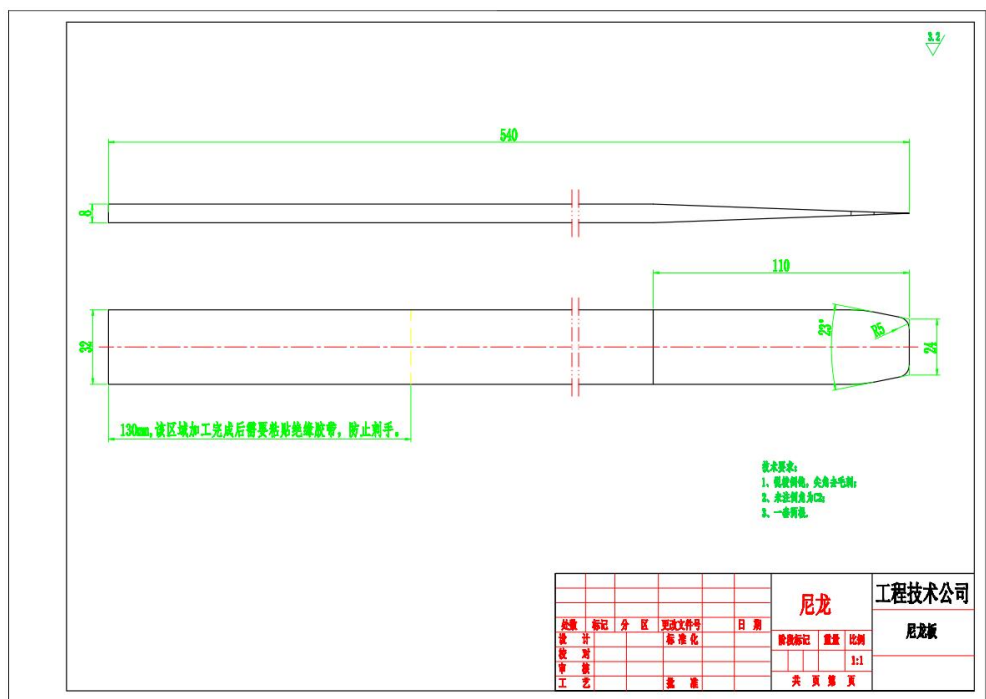 3.2
540
8
110
23°
R5
32
24
130mm,该区域加工完成后需要粘贴绝缘胶带，防止刺手。
技术要求：
1、锐棱倒钝，尖角去毛刺；
2、未注倒角为C2；
3、一套两根.
尼龙
工程技术公司
处数 标记 分 区 更改文件号 日 期
尼龙板
设 计 标 准 化
阶段标记 重量 比例
校 对
审 核
1:1
工 艺 批 准
共 页 第 页